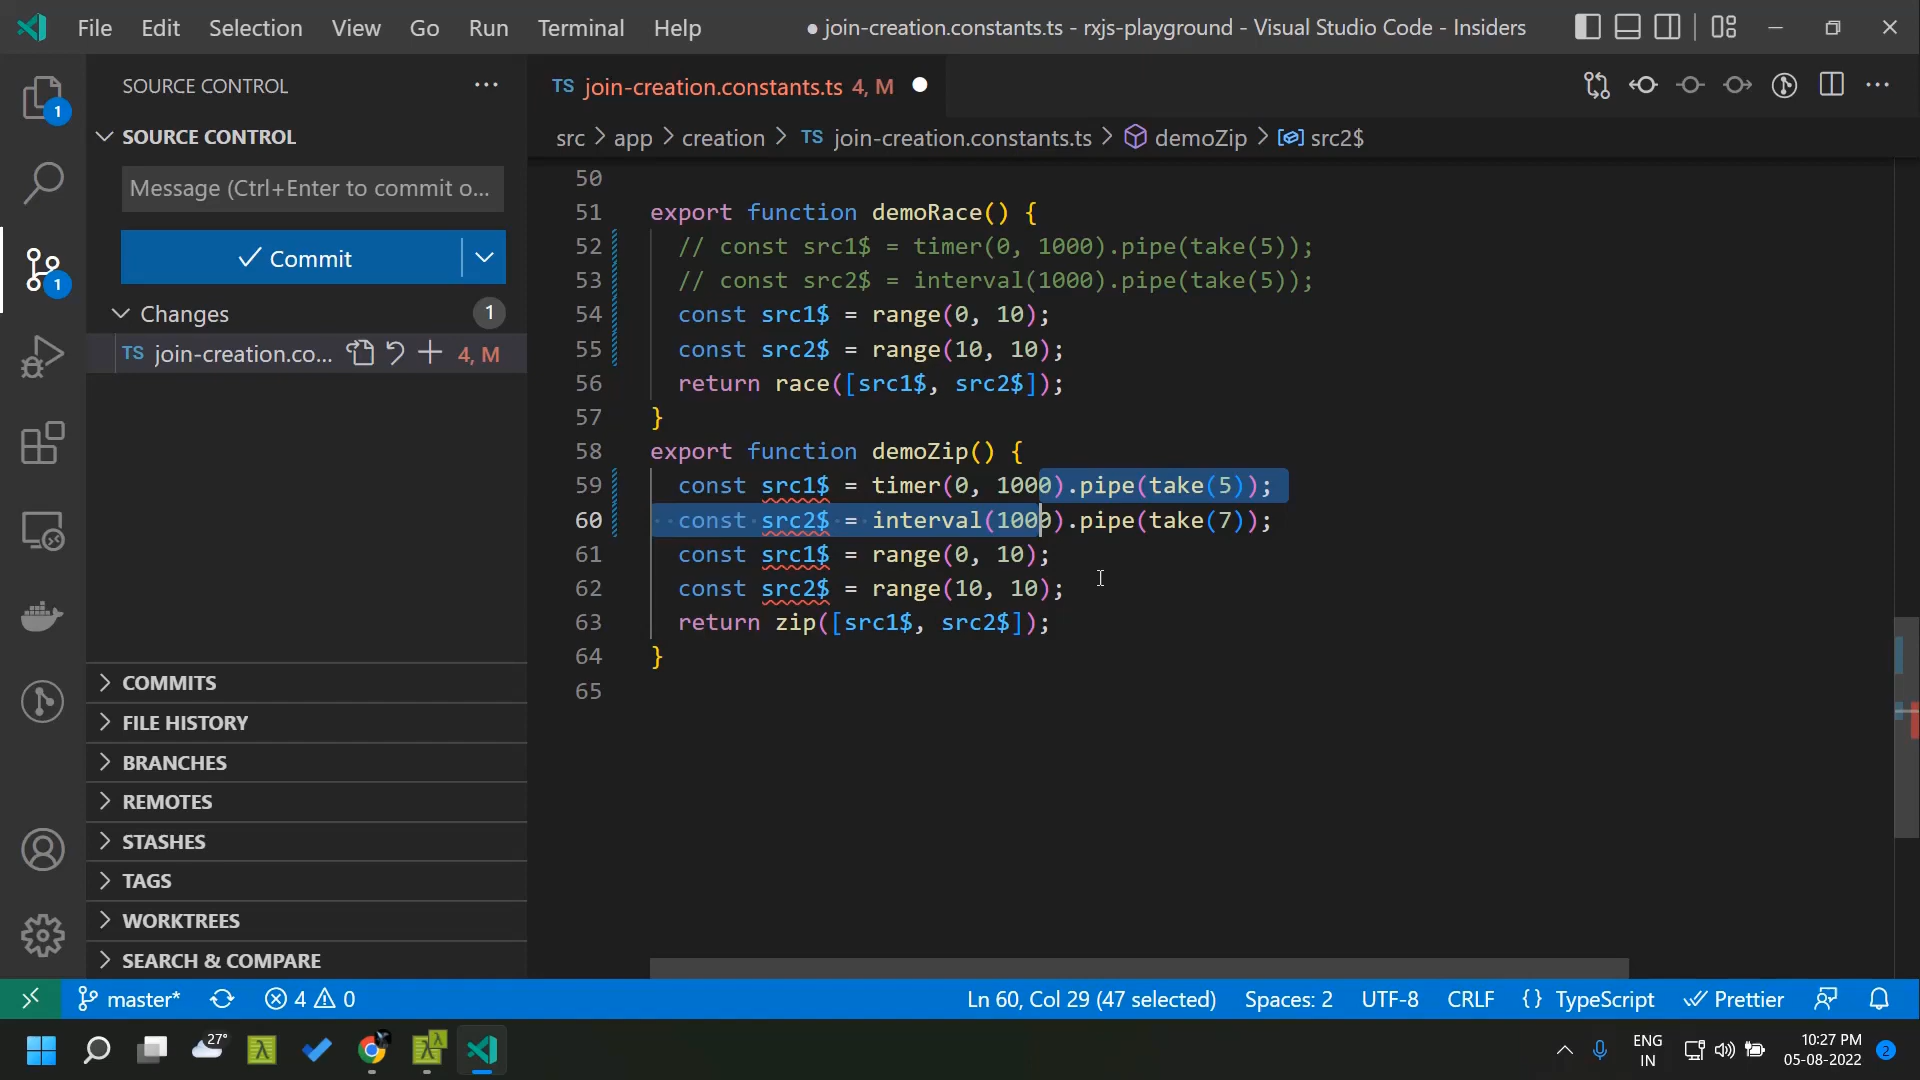 File Edit Selection View Go Run Terminal Help
● join-creation.constants.ts - rxjs-playground - Visual Studio Code - Insiders
SOURCE CONTROL ···
SOURCE CONTROL
Message (Ctrl+Enter to commit o...
Commit
Changes 1
TS join-creation.co... 4, M
COMMITS
FILE HISTORY
BRANCHES
REMOTES
STASHES
TAGS
WORKTREES
SEARCH & COMPARE
1
1
TS join-creation.constants.ts 4, M
src > app > creation > TS join-creation.constants.ts > demoZip > src2$
50
51 export function demoRace() {
52 // const src1$ = timer(0, 1000).pipe(take(5));
53 // const src2$ = interval(1000).pipe(take(5));
54 const src1$ = range(0, 10);
55 const src2$ = range(10, 10);
56 return race([src1$, src2$]);
57 }
58 export function demoZip() {
59 const src1$ = timer(0, 1000).pipe(take(5));
60 const src2$ = interval(1000).pipe(take(7));
61 const src1$ = range(0, 10);
62 const src2$ = range(10, 10);
63 return zip([src1$, src2$]);
64 }
65
master* 4 0 Ln 60, Col 29 (47 selected) Spaces: 2 UTF-8 CRLF {} TypeScript Prettier
27° ENG
IN
10:27 PM
05-08-2022
2